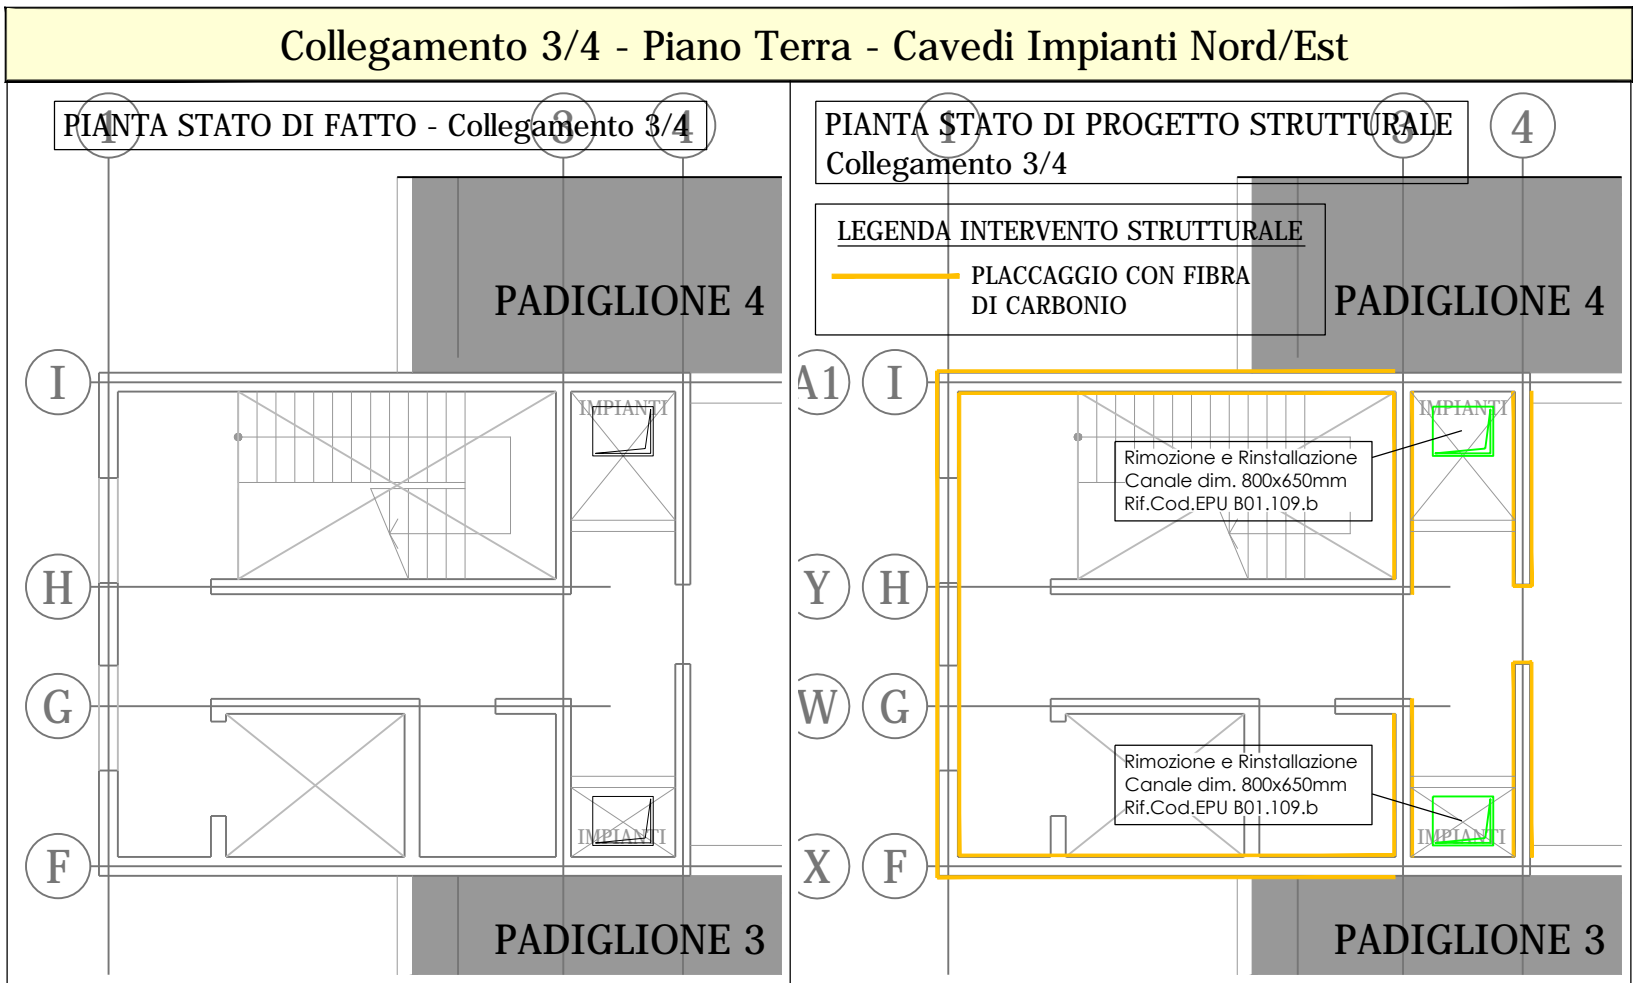 Collegamento 3/4 - Piano Terra - Cavedi Impianti Nord/Est
PIANTA STATO DI FATTO - Collegamento 3/4
1
3
4
PADIGLIONE 4
I
IMPIANTI
H
G
IMPIANTI
F
PADIGLIONE 3
PIANTA STATO DI PROGETTO STRUTTURALE
Collegamento 3/4
1
3
4
LEGENDA INTERVENTO STRUTTURALE
PLACCAGGIO CON FIBRA
DI CARBONIO
PADIGLIONE 4
A1
I
IMPIANTI
Rimozione e Rinstallazione
Canale dim. 800x650mm
Rif.Cod.EPU B01.109.b
Y
H
W
G
Rimozione e Rinstallazione
Canale dim. 800x650mm
Rif.Cod.EPU B01.109.b
IMPIANTI
X
F
PADIGLIONE 3